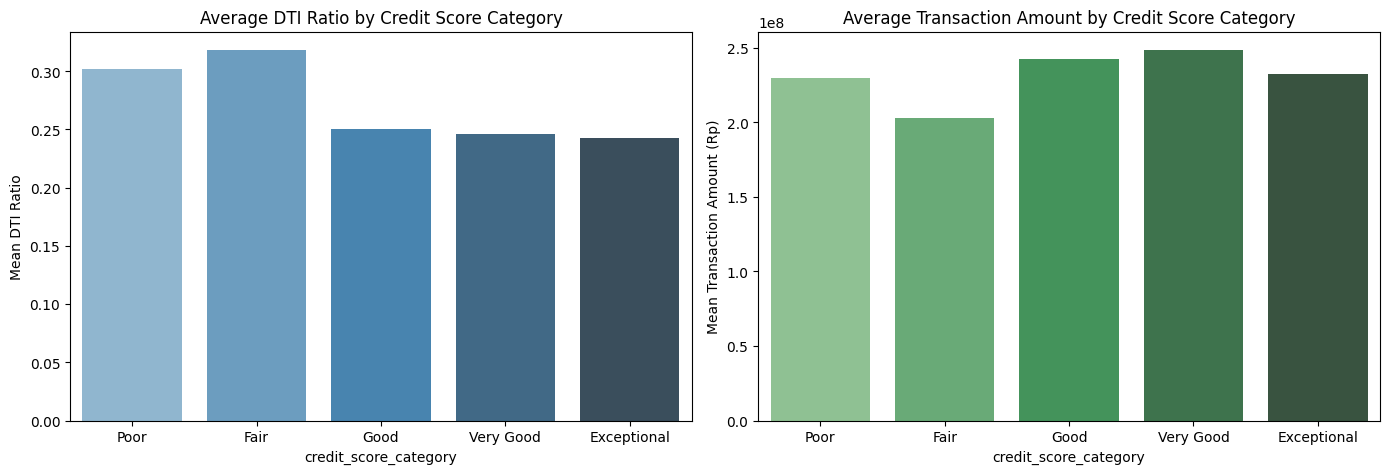 Average DTI Ratio by Credit Score Category
Mean DTI Ratio
0.30
0.25
0.20
0.15
0.10
0.05
0.00
Poor Fair Good Very Good Exceptional
credit_score_category
Average Transaction Amount by Credit Score Category
1e8
Mean Transaction Amount (Rp)
2.5
2.0
1.5
1.0
0.5
0.0
Poor Fair Good Very Good Exceptional
credit_score_category